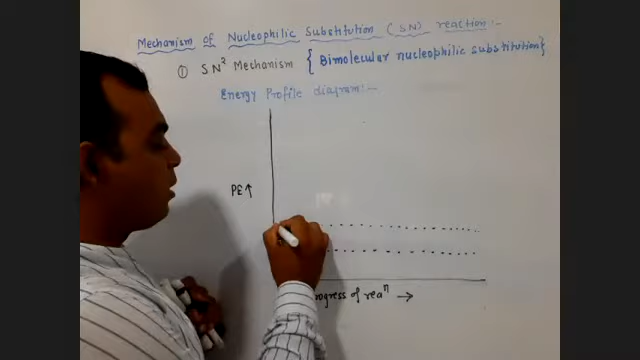 Mechanism of Nucleophilic Substitution (SN) reaction :-
① SN² Mechanism { Bimolecular nucleophilic substitution }
Energy Profile diagram :-
PE ↑
rogress of reaⁿ →